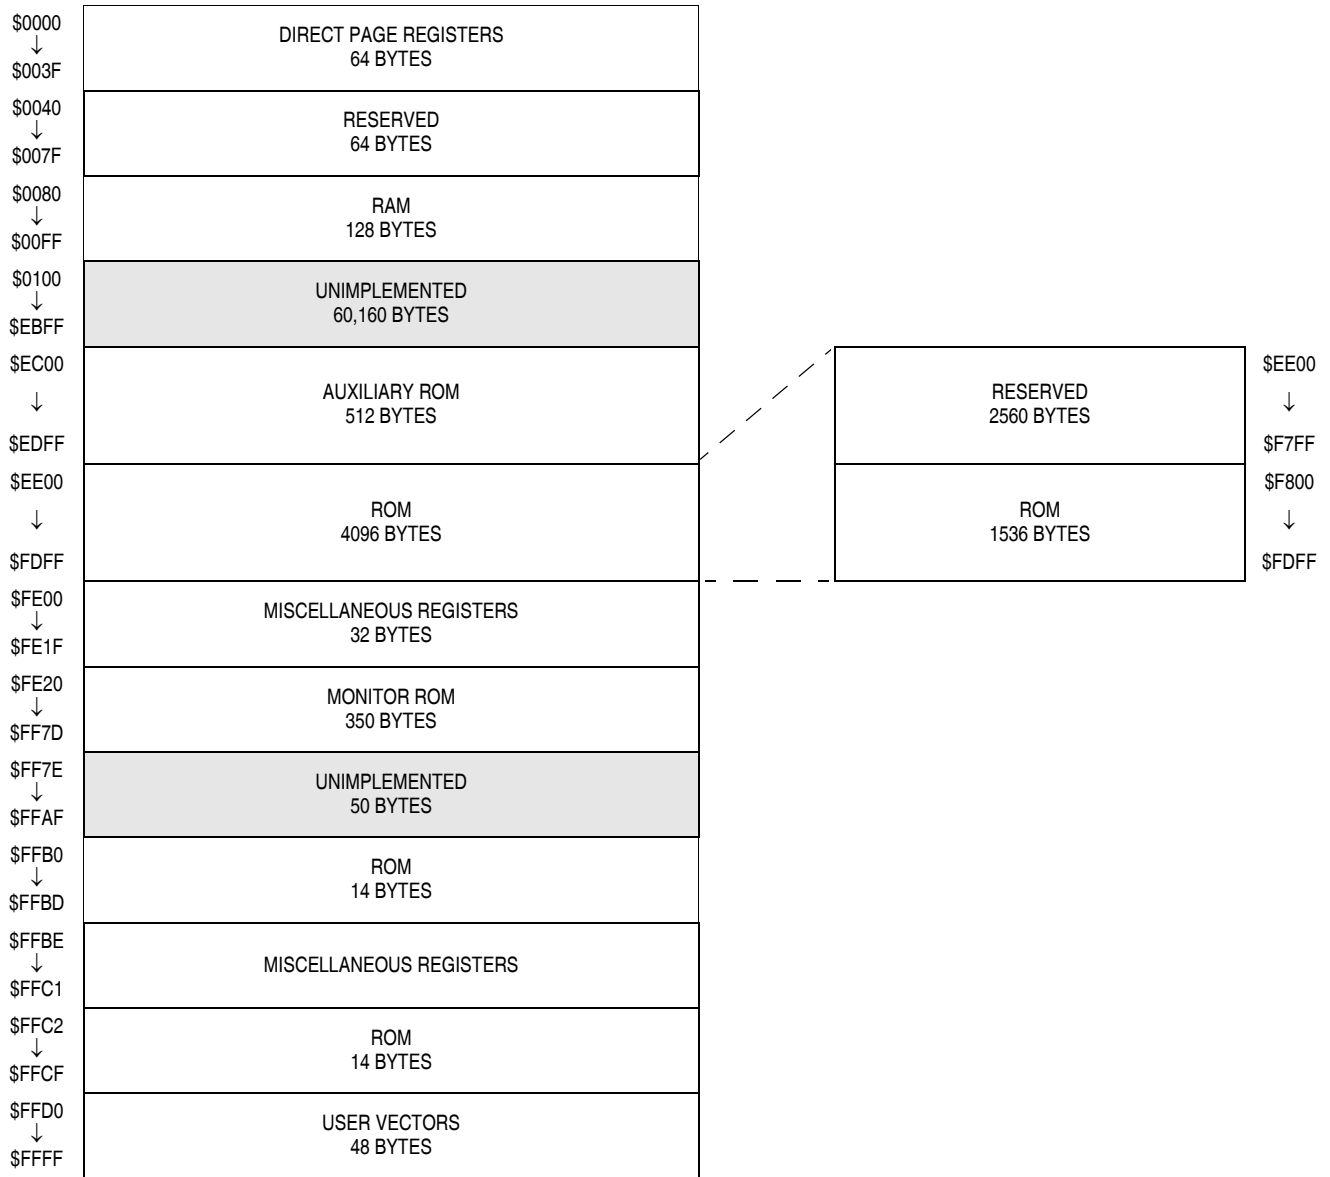 $0000
↓
$003F
DIRECT PAGE REGISTERS
64 BYTES
$0040
↓
$007F
RESERVED
64 BYTES
$0080
↓
$00FF
RAM
128 BYTES
$0100
↓
$EBFF
UNIMPLEMENTED
60,160 BYTES
$EC00
↓
$EDFF
AUXILIARY ROM
512 BYTES
$EE00
↓
$FDFF
ROM
4096 BYTES
RESERVED
2560 BYTES
$EE00
↓
$F7FF
ROM
1536 BYTES
$F800
↓
$FDFF
$FE00
↓
$FE1F
MISCELLANEOUS REGISTERS
32 BYTES
$FE20
↓
$FF7D
MONITOR ROM
350 BYTES
$FF7E
↓
$FFAF
UNIMPLEMENTED
50 BYTES
$FFB0
↓
$FFBD
ROM
14 BYTES
$FFBE
↓
$FFC1
MISCELLANEOUS REGISTERS
$FFC2
↓
$FFCF
ROM
14 BYTES
$FFD0
↓
$FFFF
USER VECTORS
48 BYTES